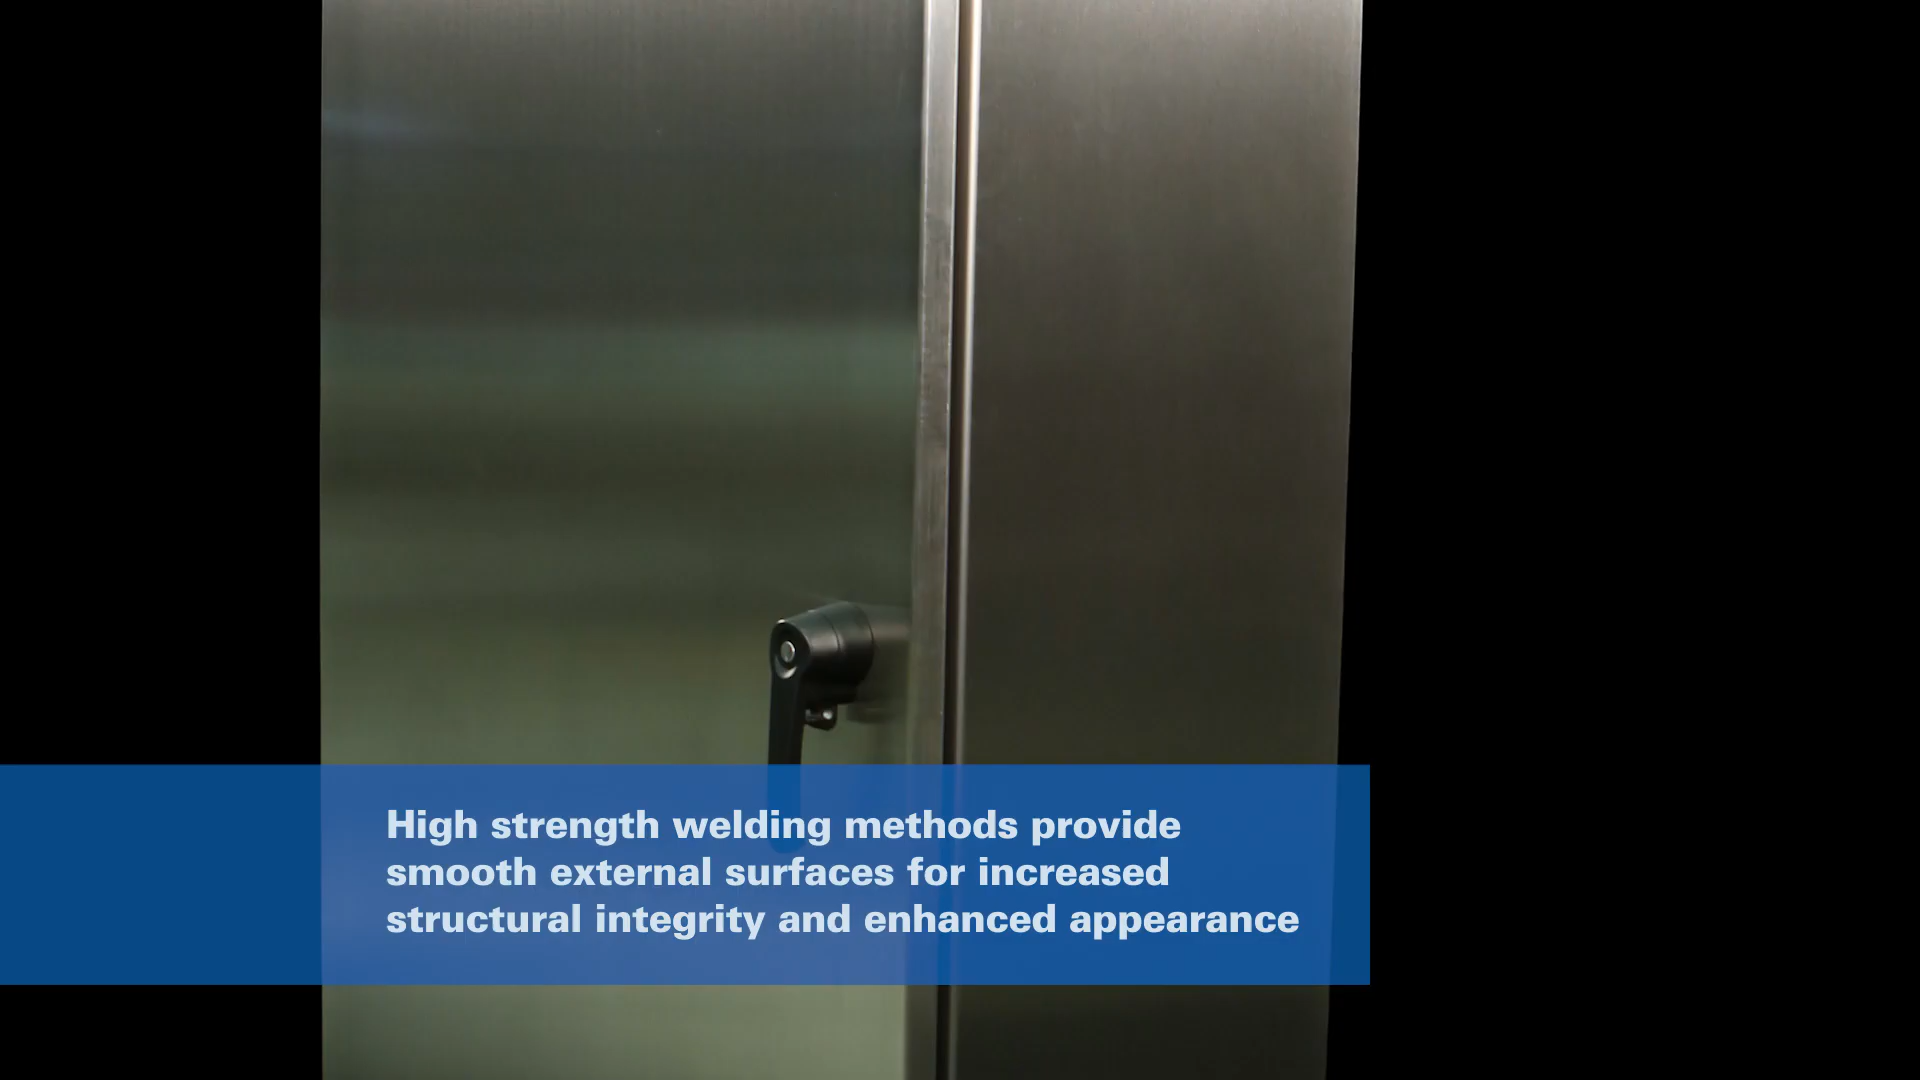 High strength welding methods provide
smooth external surfaces for increased
structural integrity and enhanced appearance